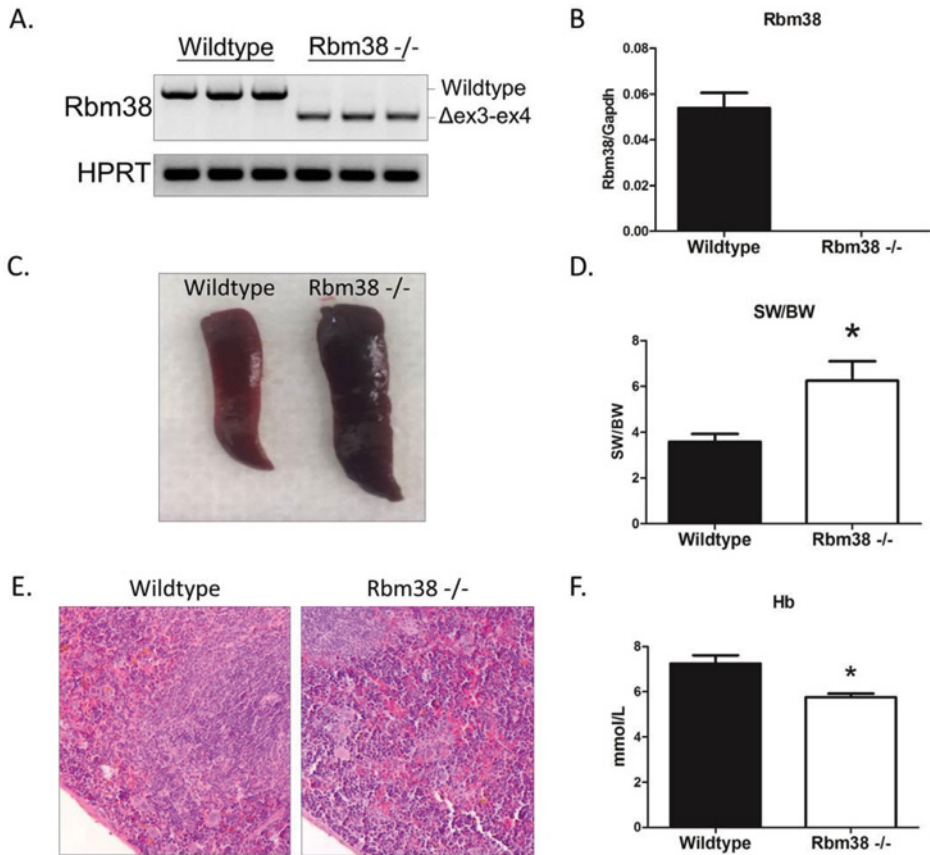 A.
Wildtype Rbm38 -/-
Rbm38
Wildtype
Δex3-ex4
HPRT
B
Rbm38
Rbm38/Gapdh
0.08
0.06
0.04
0.02
0.00
Wildtype Rbm38 -/-
C.
Wildtype Rbm38 -/-
D.
SW/BW
*
SW/BW
8
6
4
2
0
Wildtype Rbm38 -/-
E.
Wildtype Rbm38 -/-
F.
Hb
*
mmol/L
8
6
4
2
0
Wildtype Rbm38 -/-